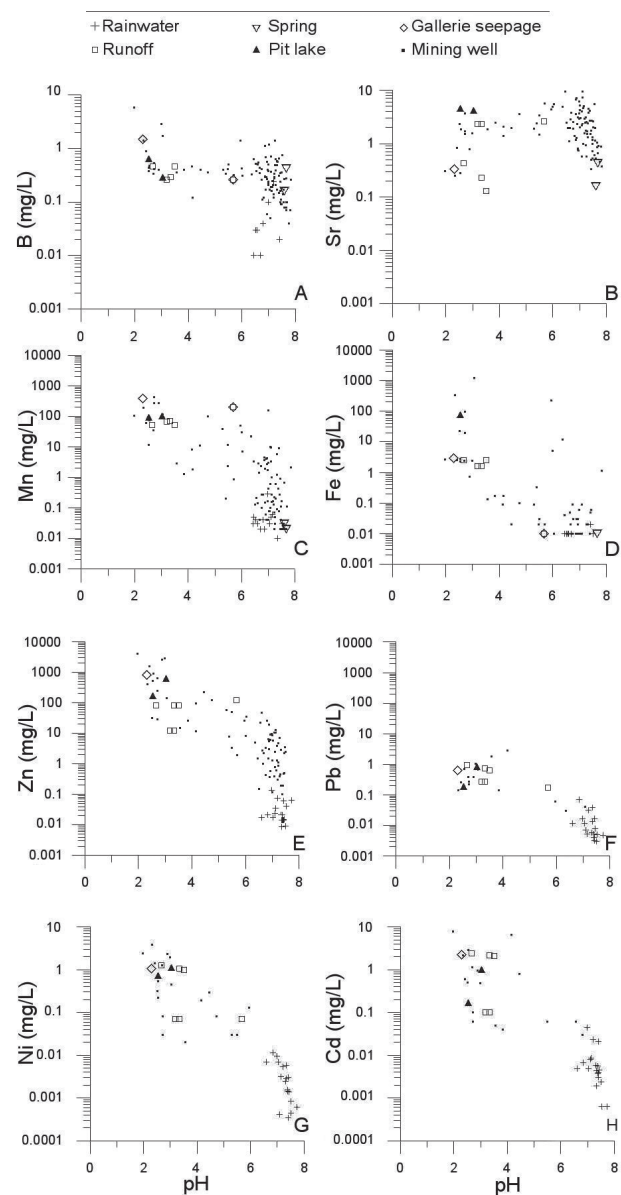 Rainwater Spring Gallerie seepage
Runoff Pit lake Mining well
B (mg/L)
10
1
0.1
0.01
0.001
0 2 4 6 8
A
Sr (mg/L)
10
1
0.1
0.01
0.001
0 2 4 6 8
B
Mn (mg/L)
10000
1000
100
10
1
0.1
0.01
0.001
0 2 4 6 8
C
Fe (mg/L)
10000
1000
100
10
1
0.1
0.01
0.001
0 2 4 6 8
D
Zn (mg/L)
10000
1000
100
10
1
0.1
0.01
0.001
0 2 4 6 8
E
Pb (mg/L)
10000
1000
100
10
1
0.1
0.01
0.001
0 2 4 6 8
F
Ni (mg/L)
10
1
0.1
0.01
0.001
0.0001
0 2 4 6 8
pH
G
Cd (mg/L)
10
1
0.1
0.01
0.001
0.0001
0 2 4 6 8
pH
H